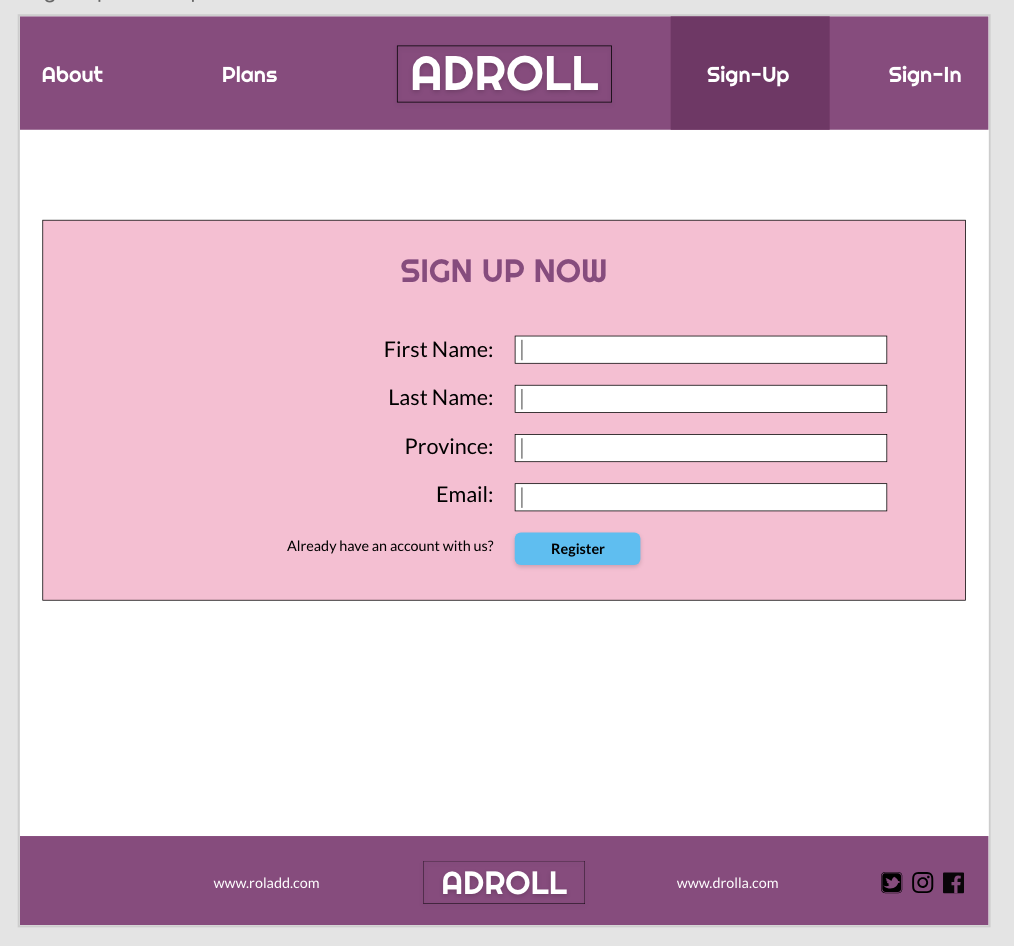 About
Plans
ADROLL
Sign-Up
Sign-In
SIGN UP NOW
First Name:
Last Name:
Province:
Email:
Already have an account with us?
Register
www.roladd.com
ADROLL
www.drolla.com